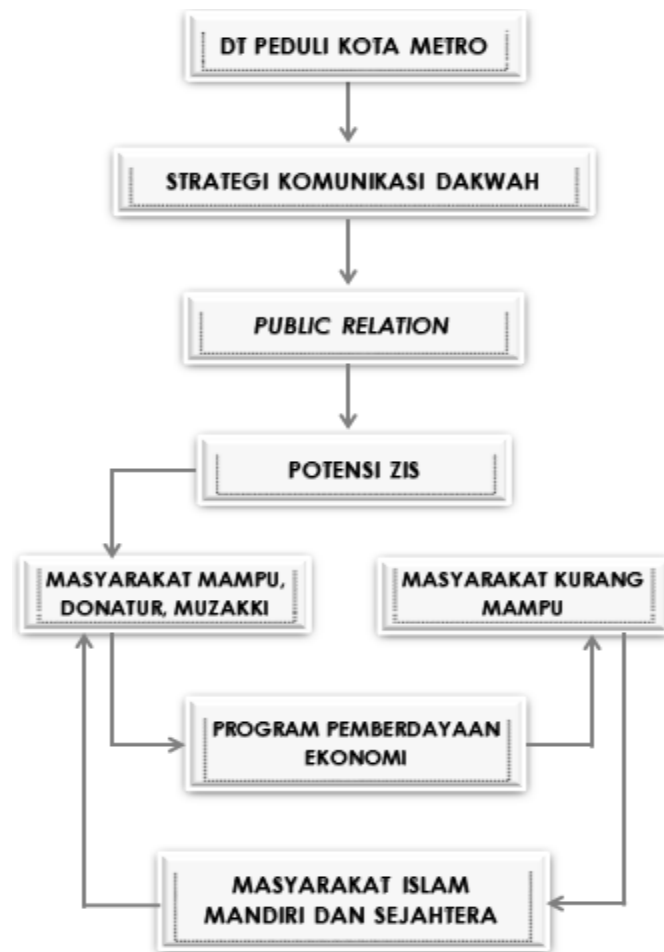 DT PEDULI KOTA METRO
STRATEGI KOMUNIKASI DAKWAH
PUBLIC RELATION
POTENSI ZIS
MASYARAKAT MAMPU,
DONATUR, MUZAKKI
MASYARAKAT KURANG
MAMPU
PROGRAM PEMBERDAYAAN
EKONOMI
MASYARAKAT ISLAM
MANDIRI DAN SEJAHTERA